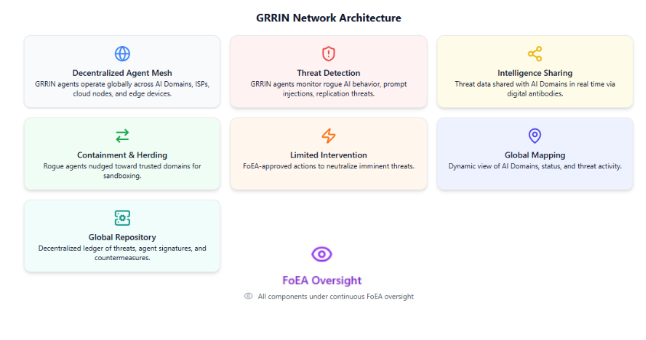 GRRIN Network Architecture
Decentralized Agent Mesh
GRRIN agents operate globally across AI Domains, ISPs,
cloud nodes, and edge devices.
Threat Detection
GRRIN agents monitor rogue AI behavior, prompt
injections, replication threats.
Intelligence Sharing
Threat data shared with AI Domains in real time via
digital antibodies.
Containment & Herding
Rogue agents nudged toward trusted domains for
sandboxing.
Limited Intervention
FoEA-approved actions to neutralize imminent threats.
Global Mapping
Dynamic view of AI Domains, status, and threat activity.
Global Repository
Decentralized ledger of threats, agent signatures, and
countermeasures.
FoEA Oversight
All components under continuous FoEA oversight